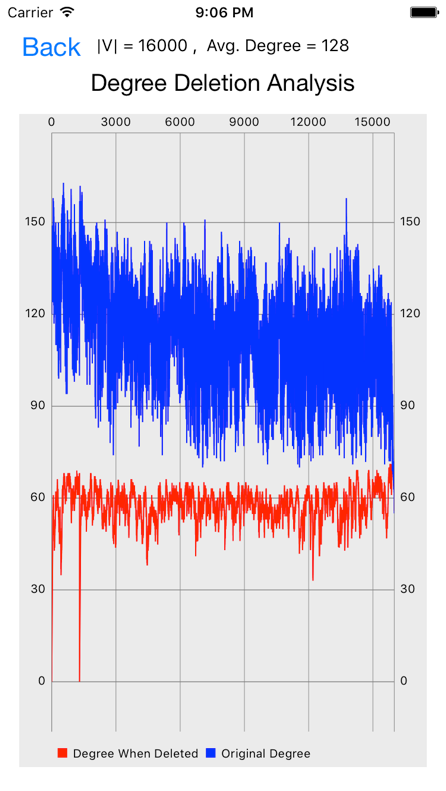 Carrier 9:06 PM
Back |V| = 16000 , Avg. Degree = 128
Degree Deletion Analysis
0 3000 6000 9000 12000 15000
150 150
120 120
90 90
60 60
30 30
0 0
Degree When Deleted Original Degree